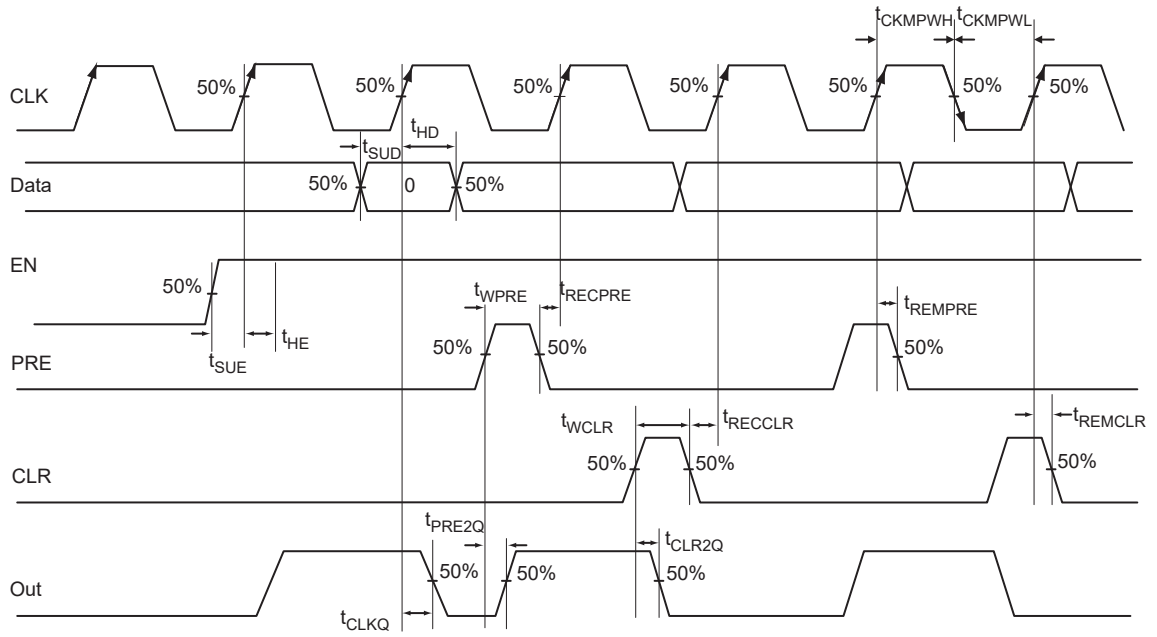 tCKMPWH tCKMPWL
CLK 50% 50% 50% 50% 50% 50% 50%
tHD
tSUD
Data 50% 0 50%
EN
50%
tWPRE tRECPRE tREMPRE
tHE
tSUE
PRE 50% 50% 50%
tWCLR tRECCLR tREMCLR
CLR 50% 50% 50%
tPRE2Q tCLR2Q
Out 50% 50% 50%
tCLKQ